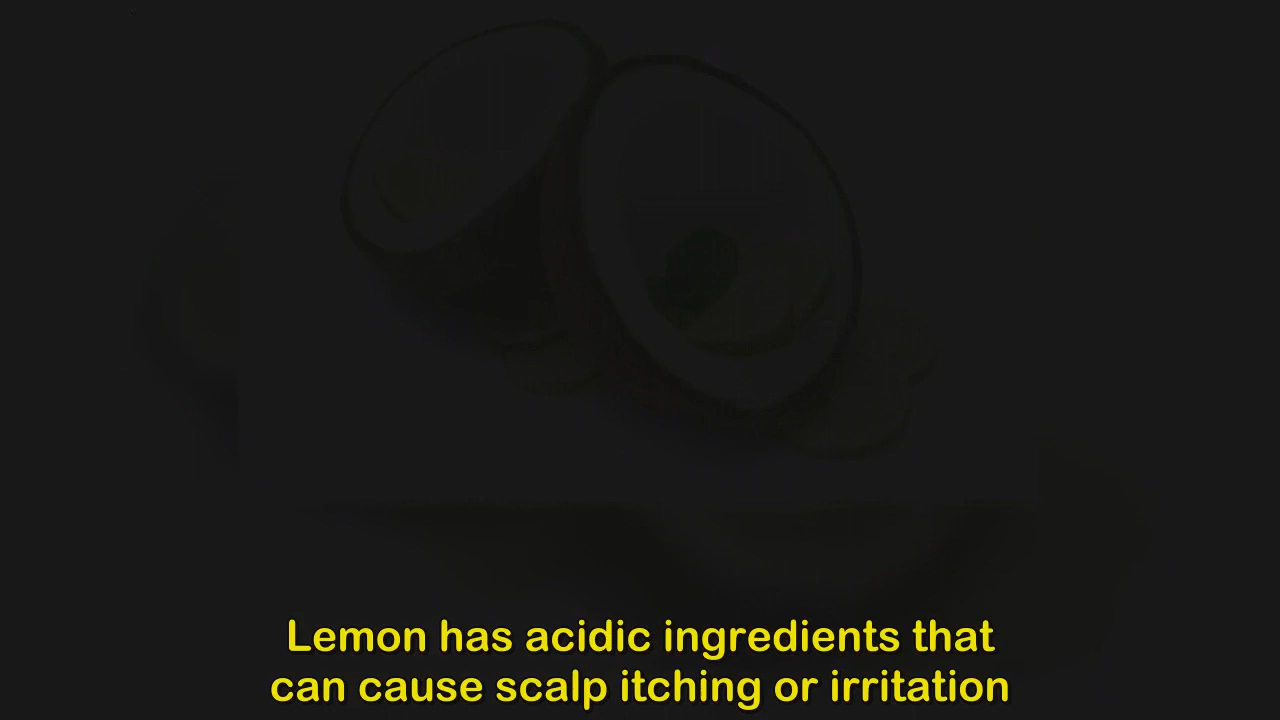 Lemon has acidic ingredients that
can cause scalp itching or irritation